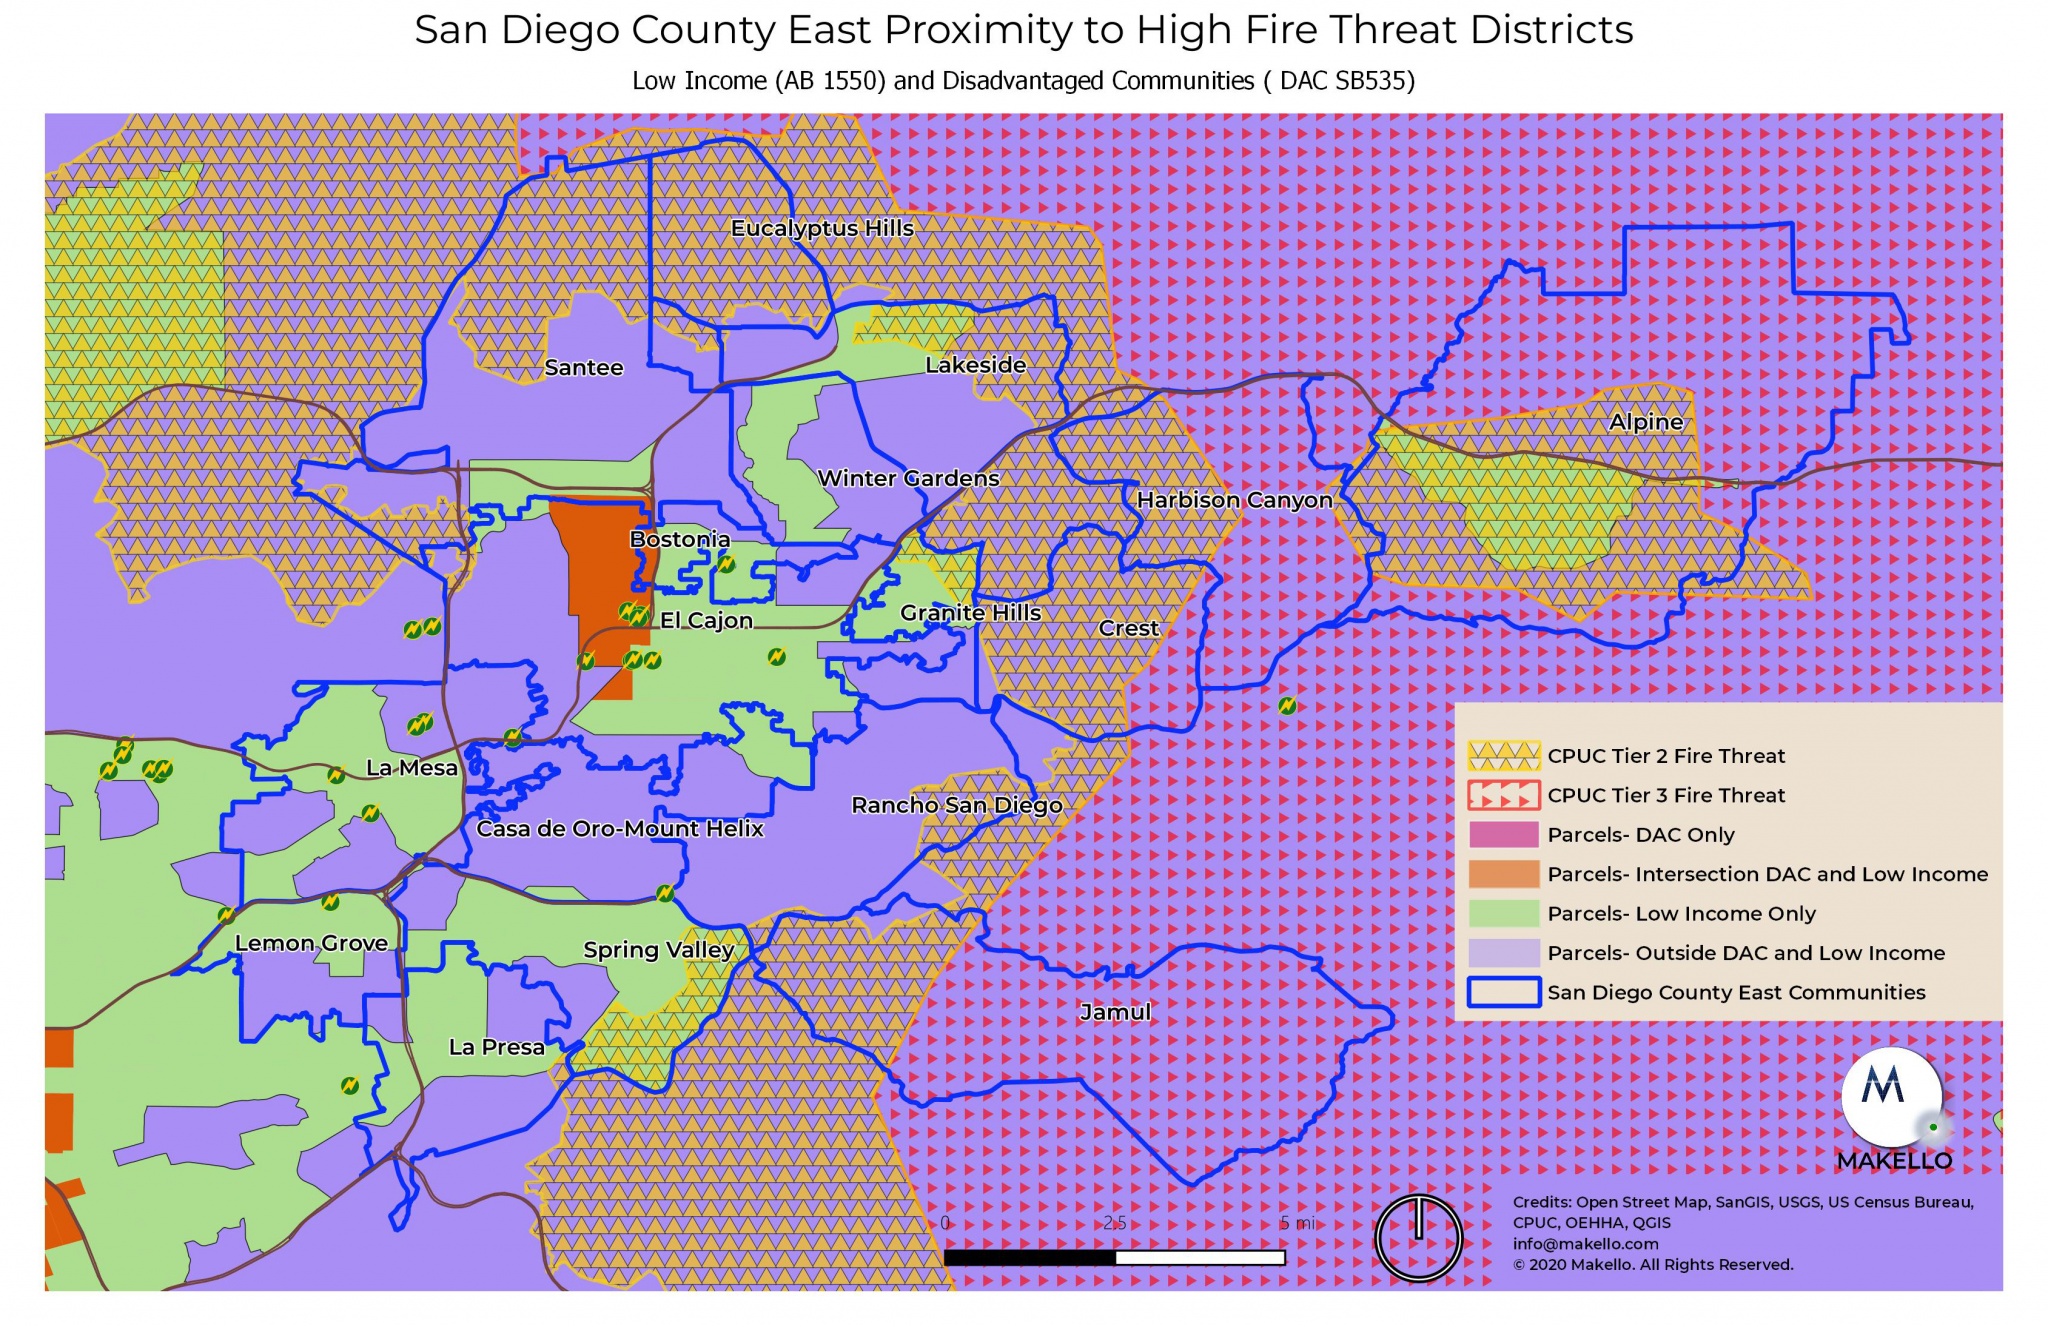 San Diego County East Proximity to High Fire Threat Districts
Low Income (AB 1550) and Disadvantaged Communities ( DAC SB535)
Eucalyptus Hills
Santee
Lakeside
Alpine
Winter Gardens
Harbison Canyon
Bostonia
El Cajon
Granite Hills
Crest
La Mesa
Rancho San Diego
Casa de Oro-Mount Helix
Lemon Grove
Spring Valley
Jamul
La Presa
CPUC Tier 2 Fire Threat
CPUC Tier 3 Fire Threat
Parcels- DAC Only
Parcels- Intersection DAC and Low Income
Parcels- Low Income Only
Parcels- Outside DAC and Low Income
San Diego County East Communities
M
MAKELLO
0 2.5 5 mi
Credits: Open Street Map, SanGIS, USGS, US Census Bureau,
CPUC, OEHHA, QGIS
info@makello.com
© 2020 Makello. All Rights Reserved.